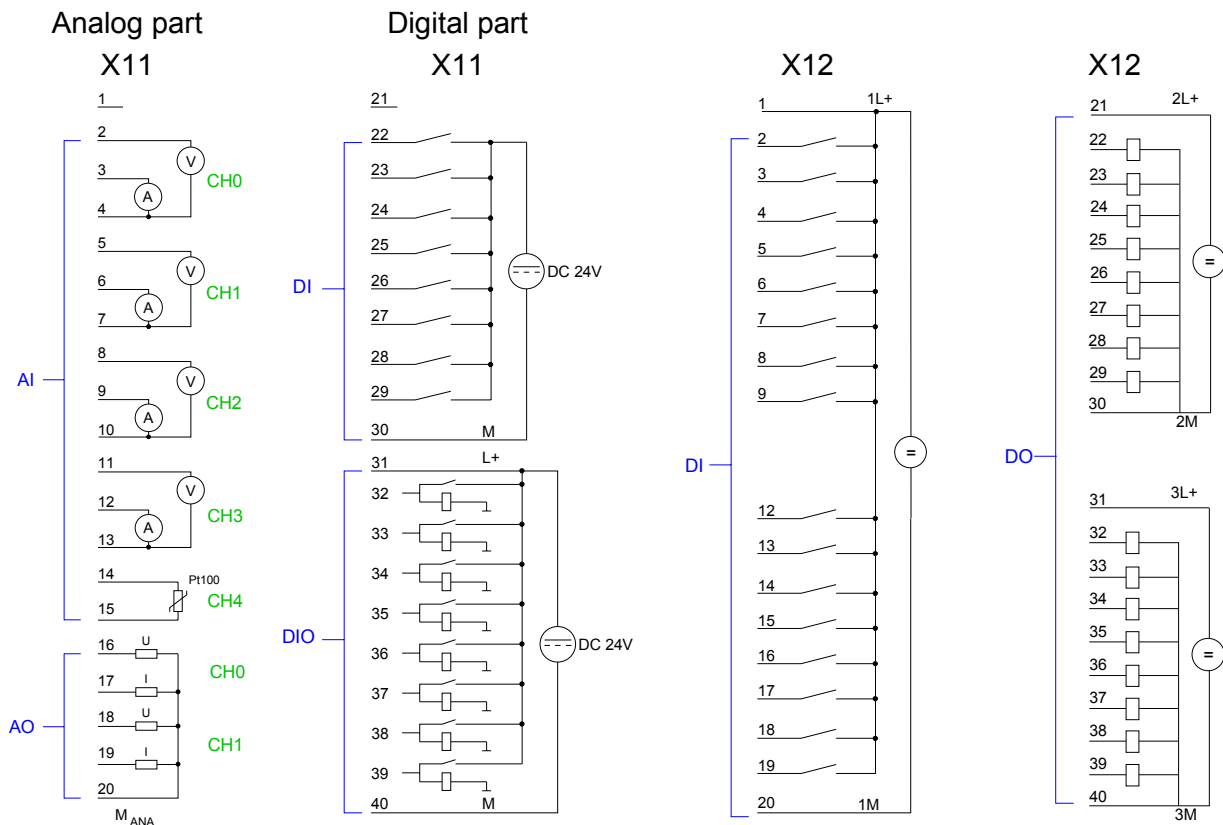 Analog part
X11
1
2
V
3
CH0
A
4
5
V
6
CH1
A
7
8
V
AI
9
CH2
A
10
11
V
12
CH3
A
13
14
Pt100
CH4
15
16
U
CH0
17
I
18
U
AO
CH1
19
I
20
M ANA
Digital part
X11
21
22
23
24
25
DC 24V
DI
26
27
28
29
30
M
31
L+
32
33
34
35
DIO
DC 24V
36
37
38
39
40
M
X12
1
1L+
2
3
4
5
6
7
8
9
DI
=
12
13
14
15
16
17
18
19
20
1M
X12
21
2L+
22
23
24
25
=
26
27
28
29
30
2M
DO
31
3L+
32
33
34
35
=
36
37
38
39
40
3M